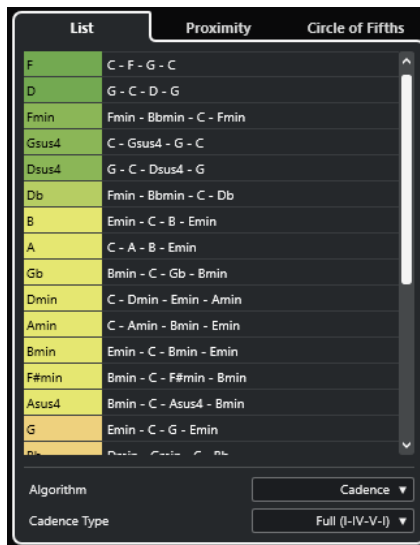 List Proximity Circle of Fifths
F C - F - G - C
D G - C - D - G
Fmin Fmin - Bbmin - C - Fmin
Gsus4 C - Gsus4 - G - C
Dsus4 G - C - Dsus4 - G
Db Fmin - Bbmin - C - Db
B Emin - C - B - Emin
A C - A - B - Emin
Gb Bmin - C - Gb - Bmin
Dmin C - Dmin - Emin - Amin
Amin C - Amin - Bmin - Emin
Bmin Emin - C - Bmin - Emin
F#min Bmin - C - F#min - Bmin
Asus4 Bmin - C - Asus4 - Bmin
G Emin - C - G - Emin
Algorithm Cadence
Cadence Type Full (I-IV-V-I)